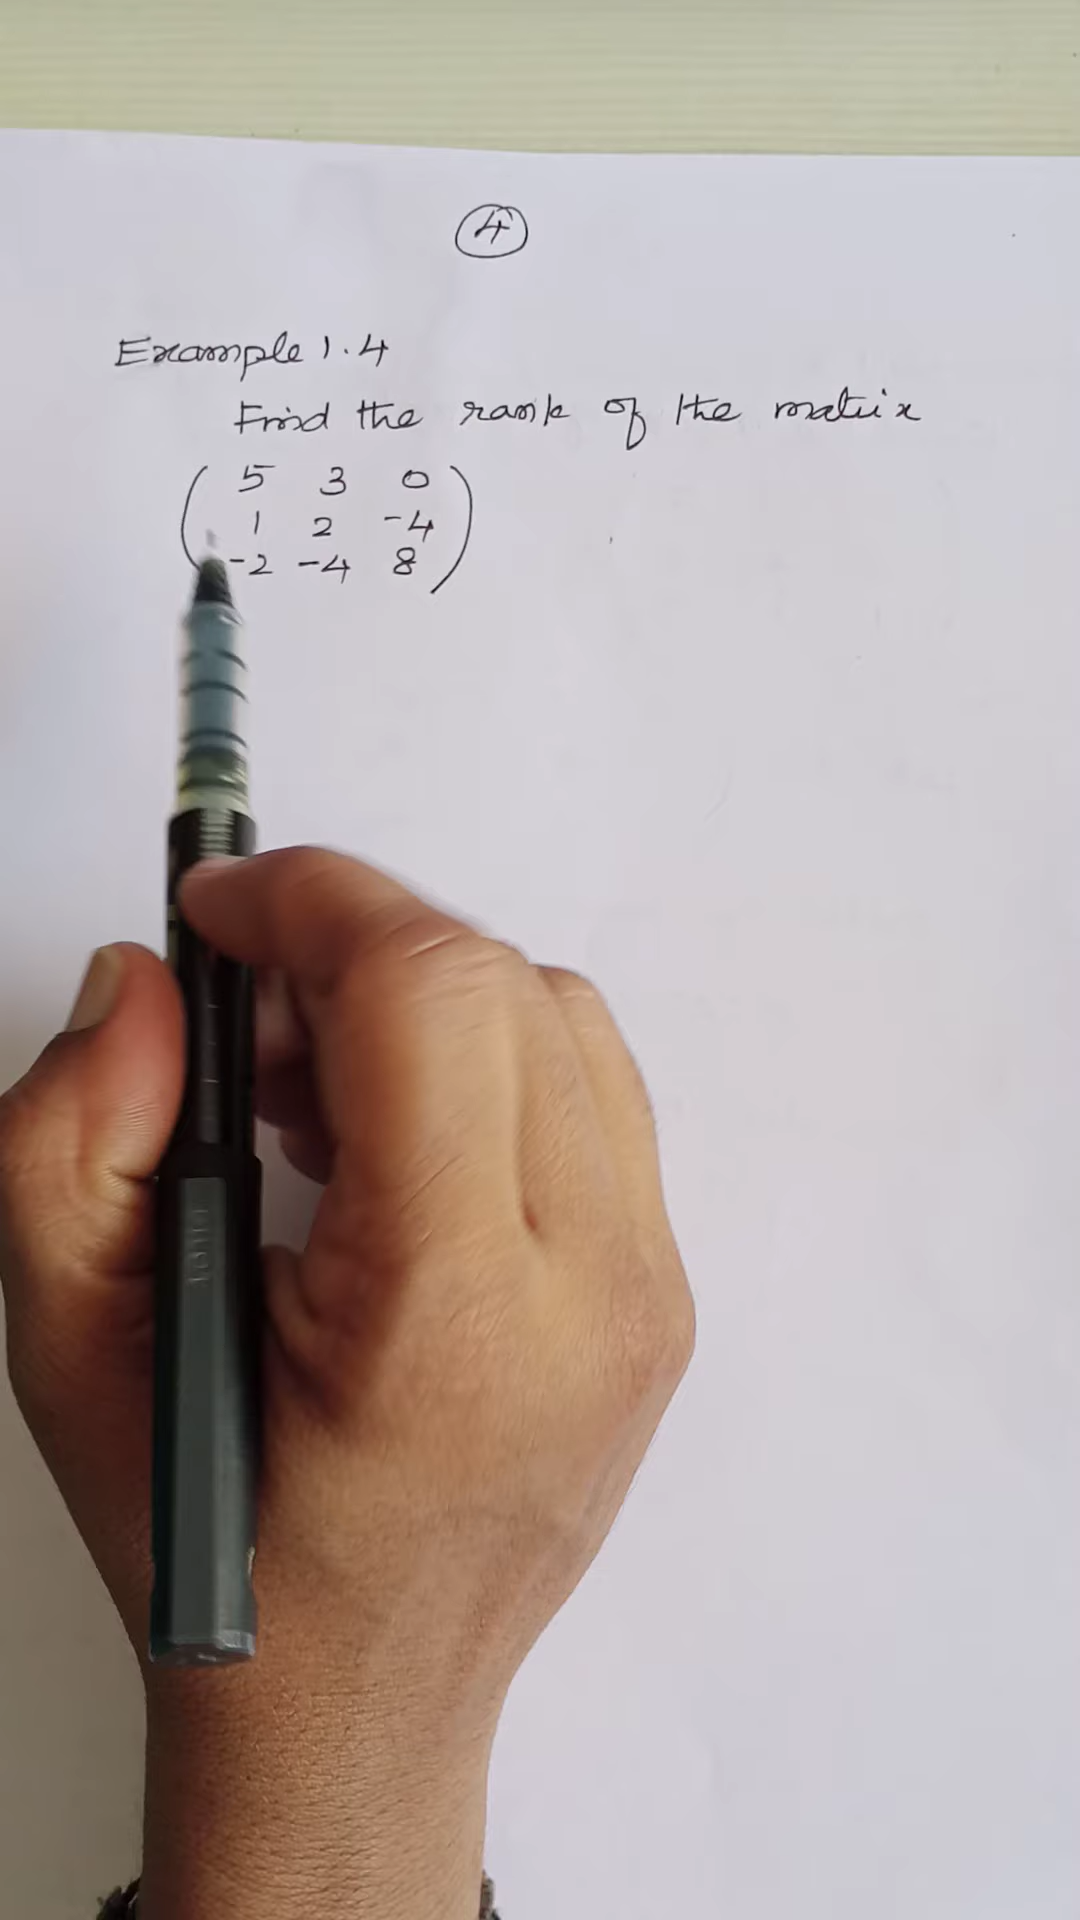 4
Example 1.4
Find the rank of the matrix
5 3 0
1 2 -4
-2 -4 8